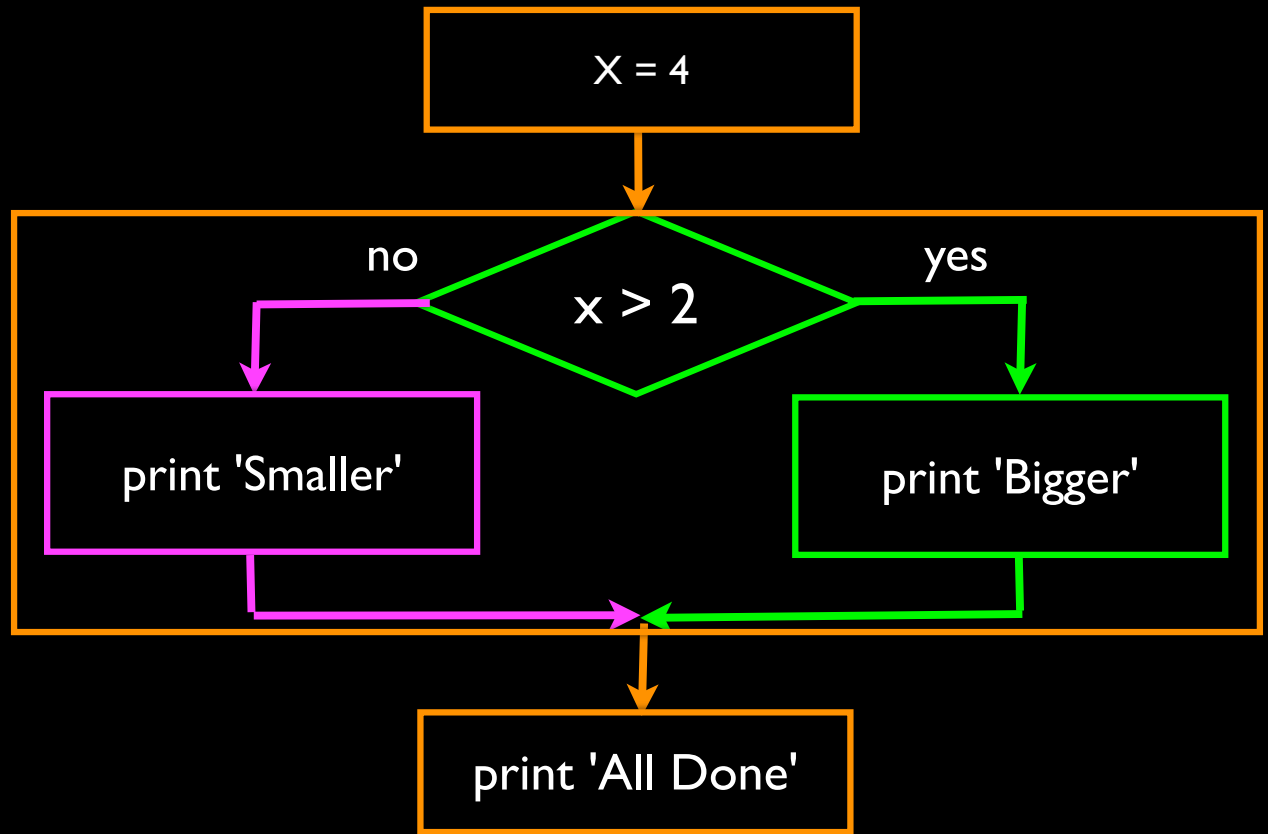 X = 4
no
yes
x > 2
print 'Smaller'
print 'Bigger'
print 'All Done'